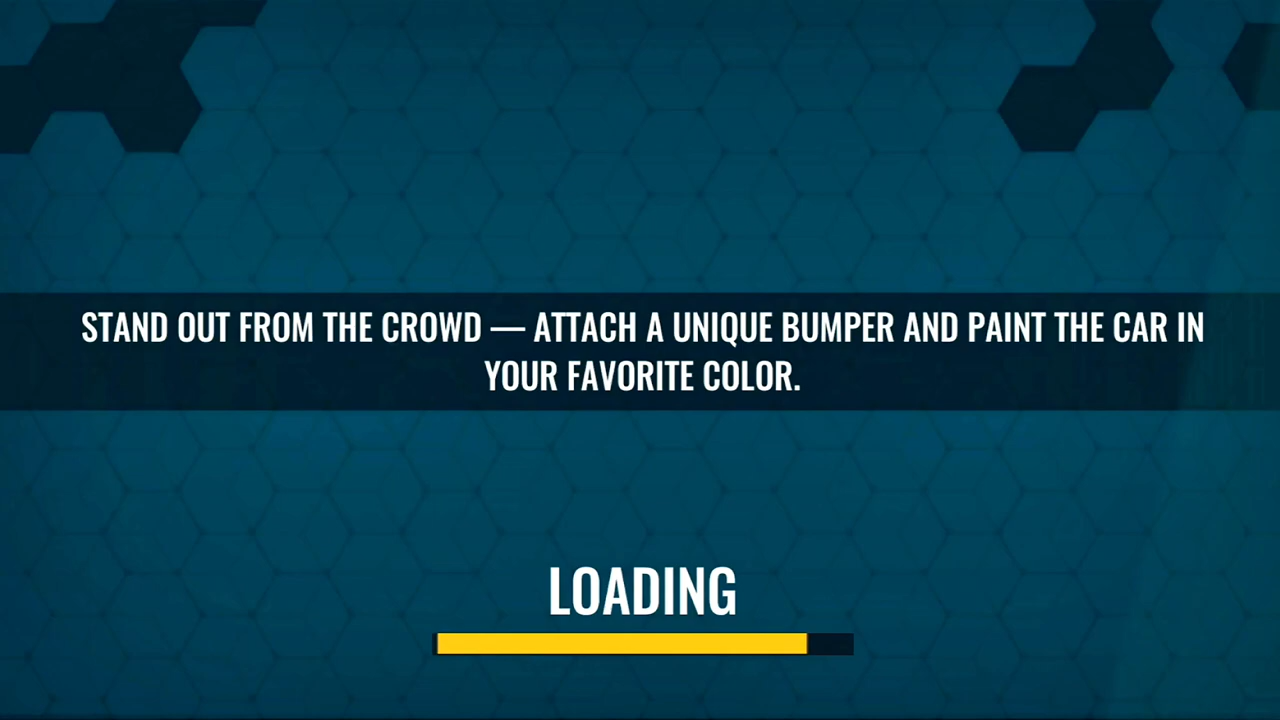 STAND OUT FROM THE CROWD — ATTACH A UNIQUE BUMPER AND PAINT THE CAR IN
YOUR FAVORITE COLOR.
LOADING